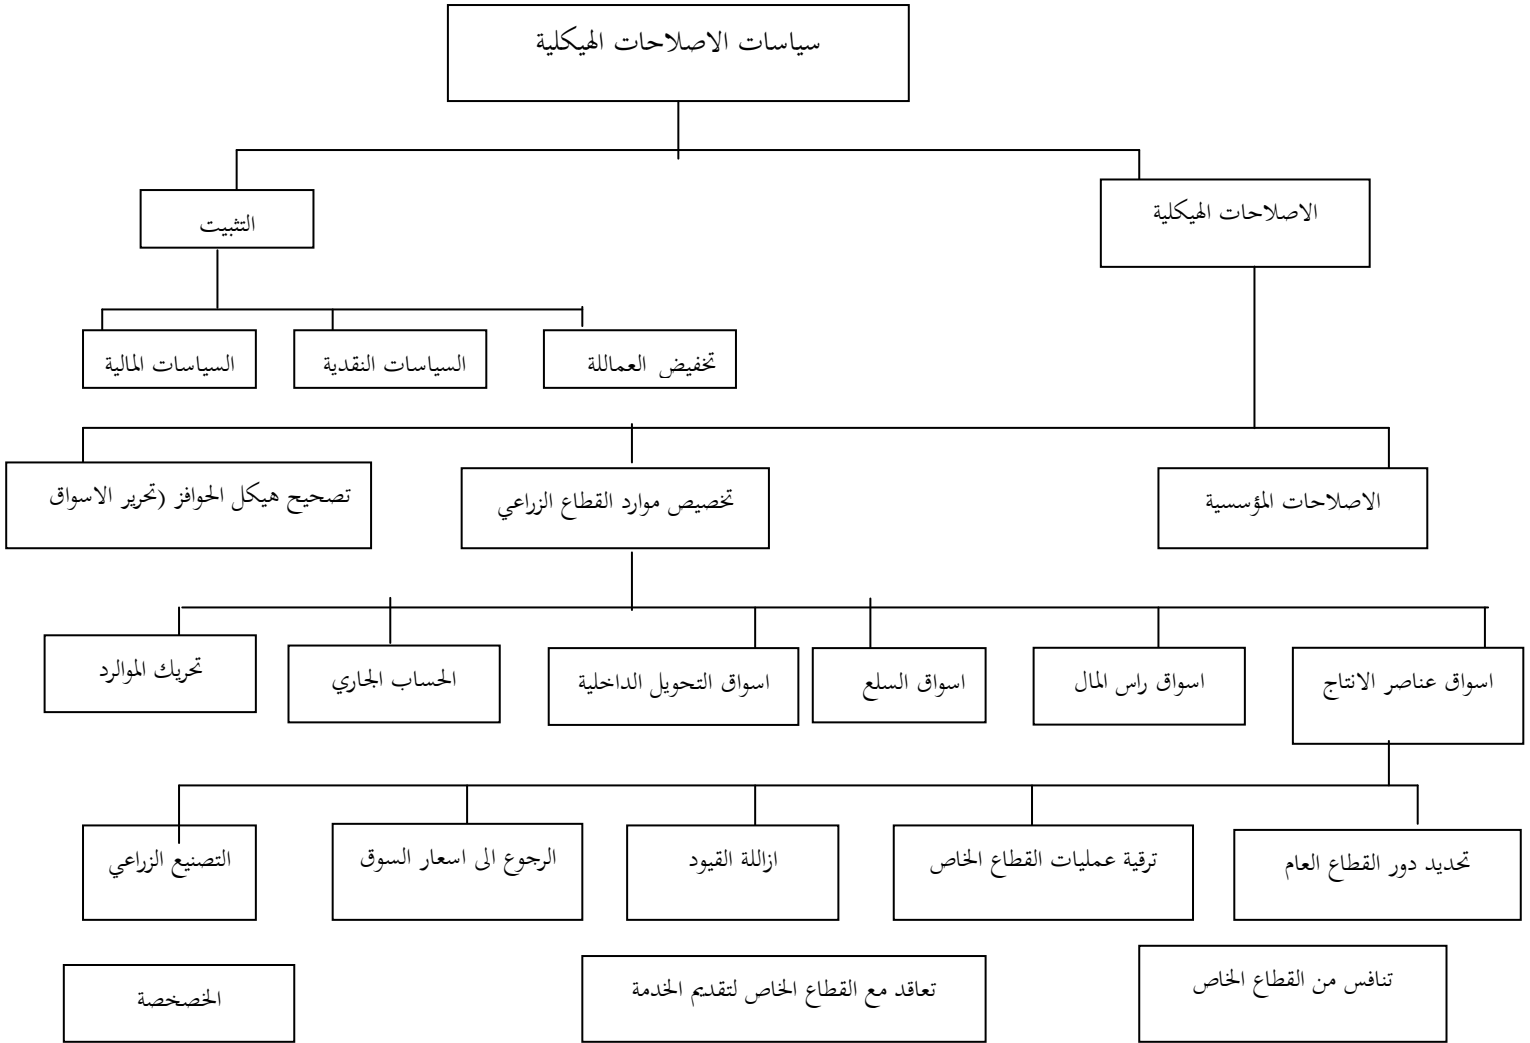 سياسات الاصلاحات الهيكلية
الاصلاحات الهيكلية
التثبيت
تخفيض العماللة
السياسات النقدية
السياسات المالية
الاصلاحات المؤسسية
تخصيص موارد القطاع الزراعي
تصحيح هيكل الحوافز (تحرير الاسواق
اسواق عناصر الانتاج
اسواق راس المال
اسواق السلع
اسواق التحويل الداخلية
الحساب الجاري
تحريك الموالرد
تحديد دور القطاع العام
ترقية عمليات القطاع الخاص
ازاللة القيود
الرجوع الى اسعار السوق
التصنيع الزراعي
تنافس من القطاع الخاص
تعاقد مع القطاع الخاص لتقديم الخدمة
الخصخصة